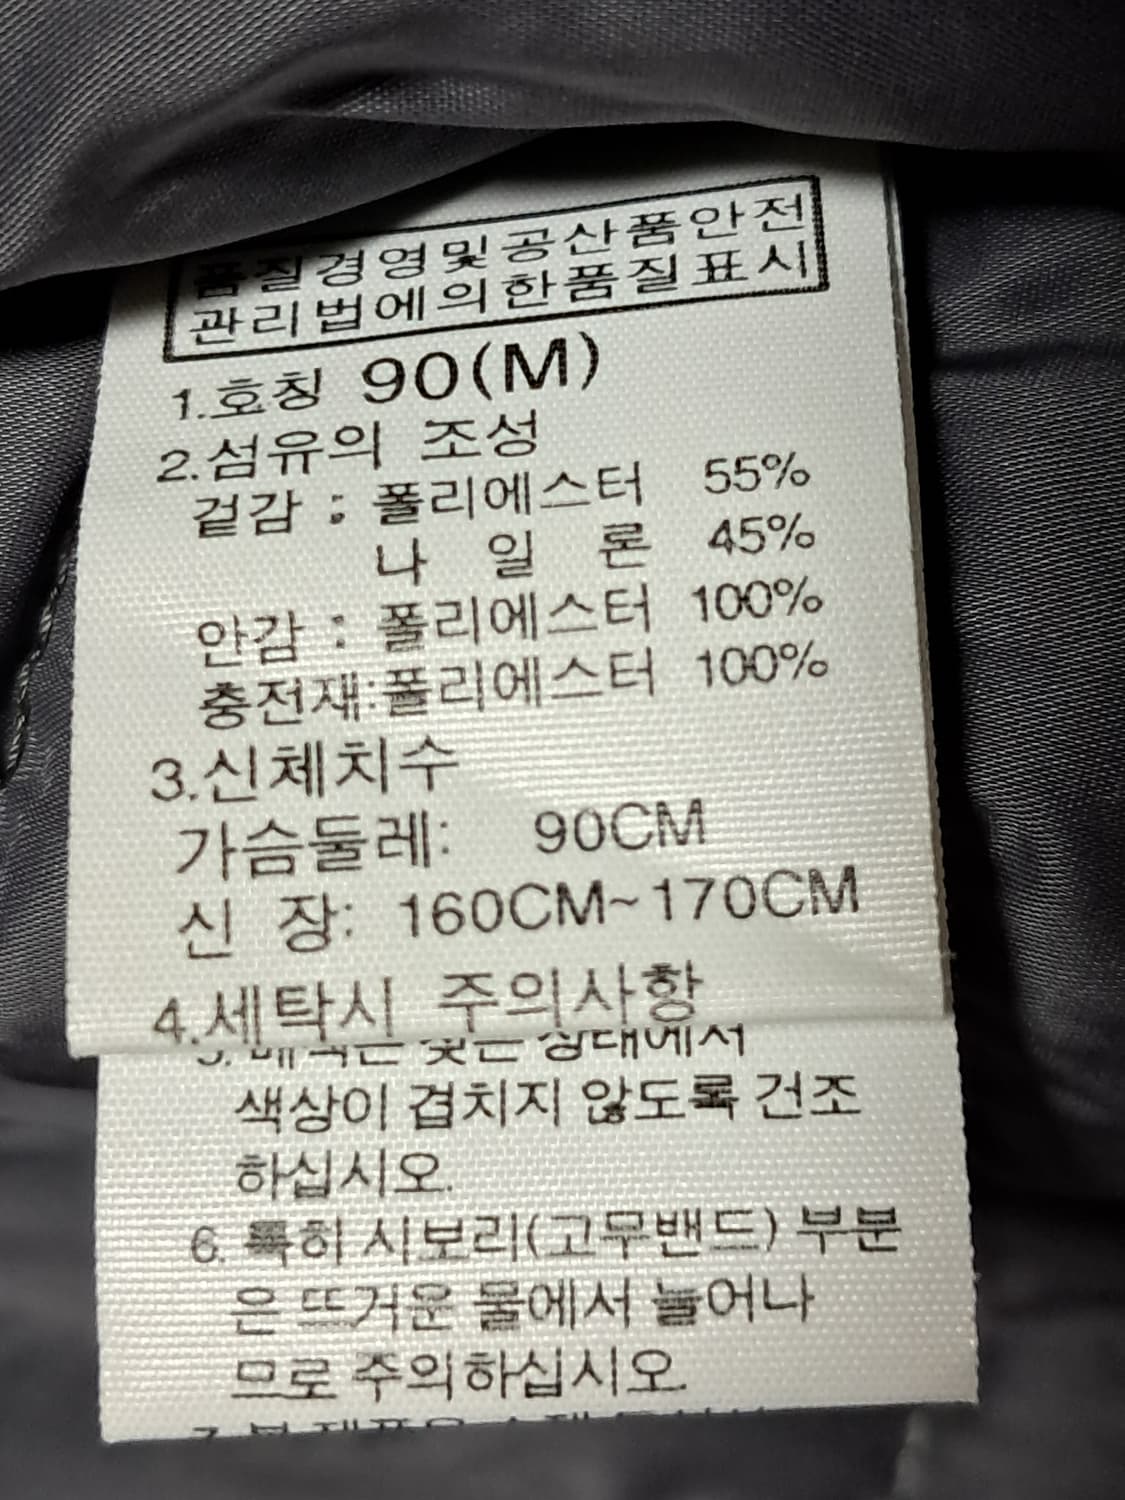 품질경영및공산품안전
관리법에의한품질표시
1.호칭 90(M)
2.섬유의 조성
겉감 : 폴리에스터 55%
나 일 론 45%
안감 : 폴리에스터 100%
충전재:폴리에스터 100%
3.신체치수
가슴둘레: 90CM
신 장: 160CM~170CM
4.세탁시 주의사항
상태에서
색상이 겹치지 않도록 건조
하십시오.
6. 특히 시보리(고무밴드) 부분
은 뜨거운 물에서 늘어나
므로 주의하십시오.